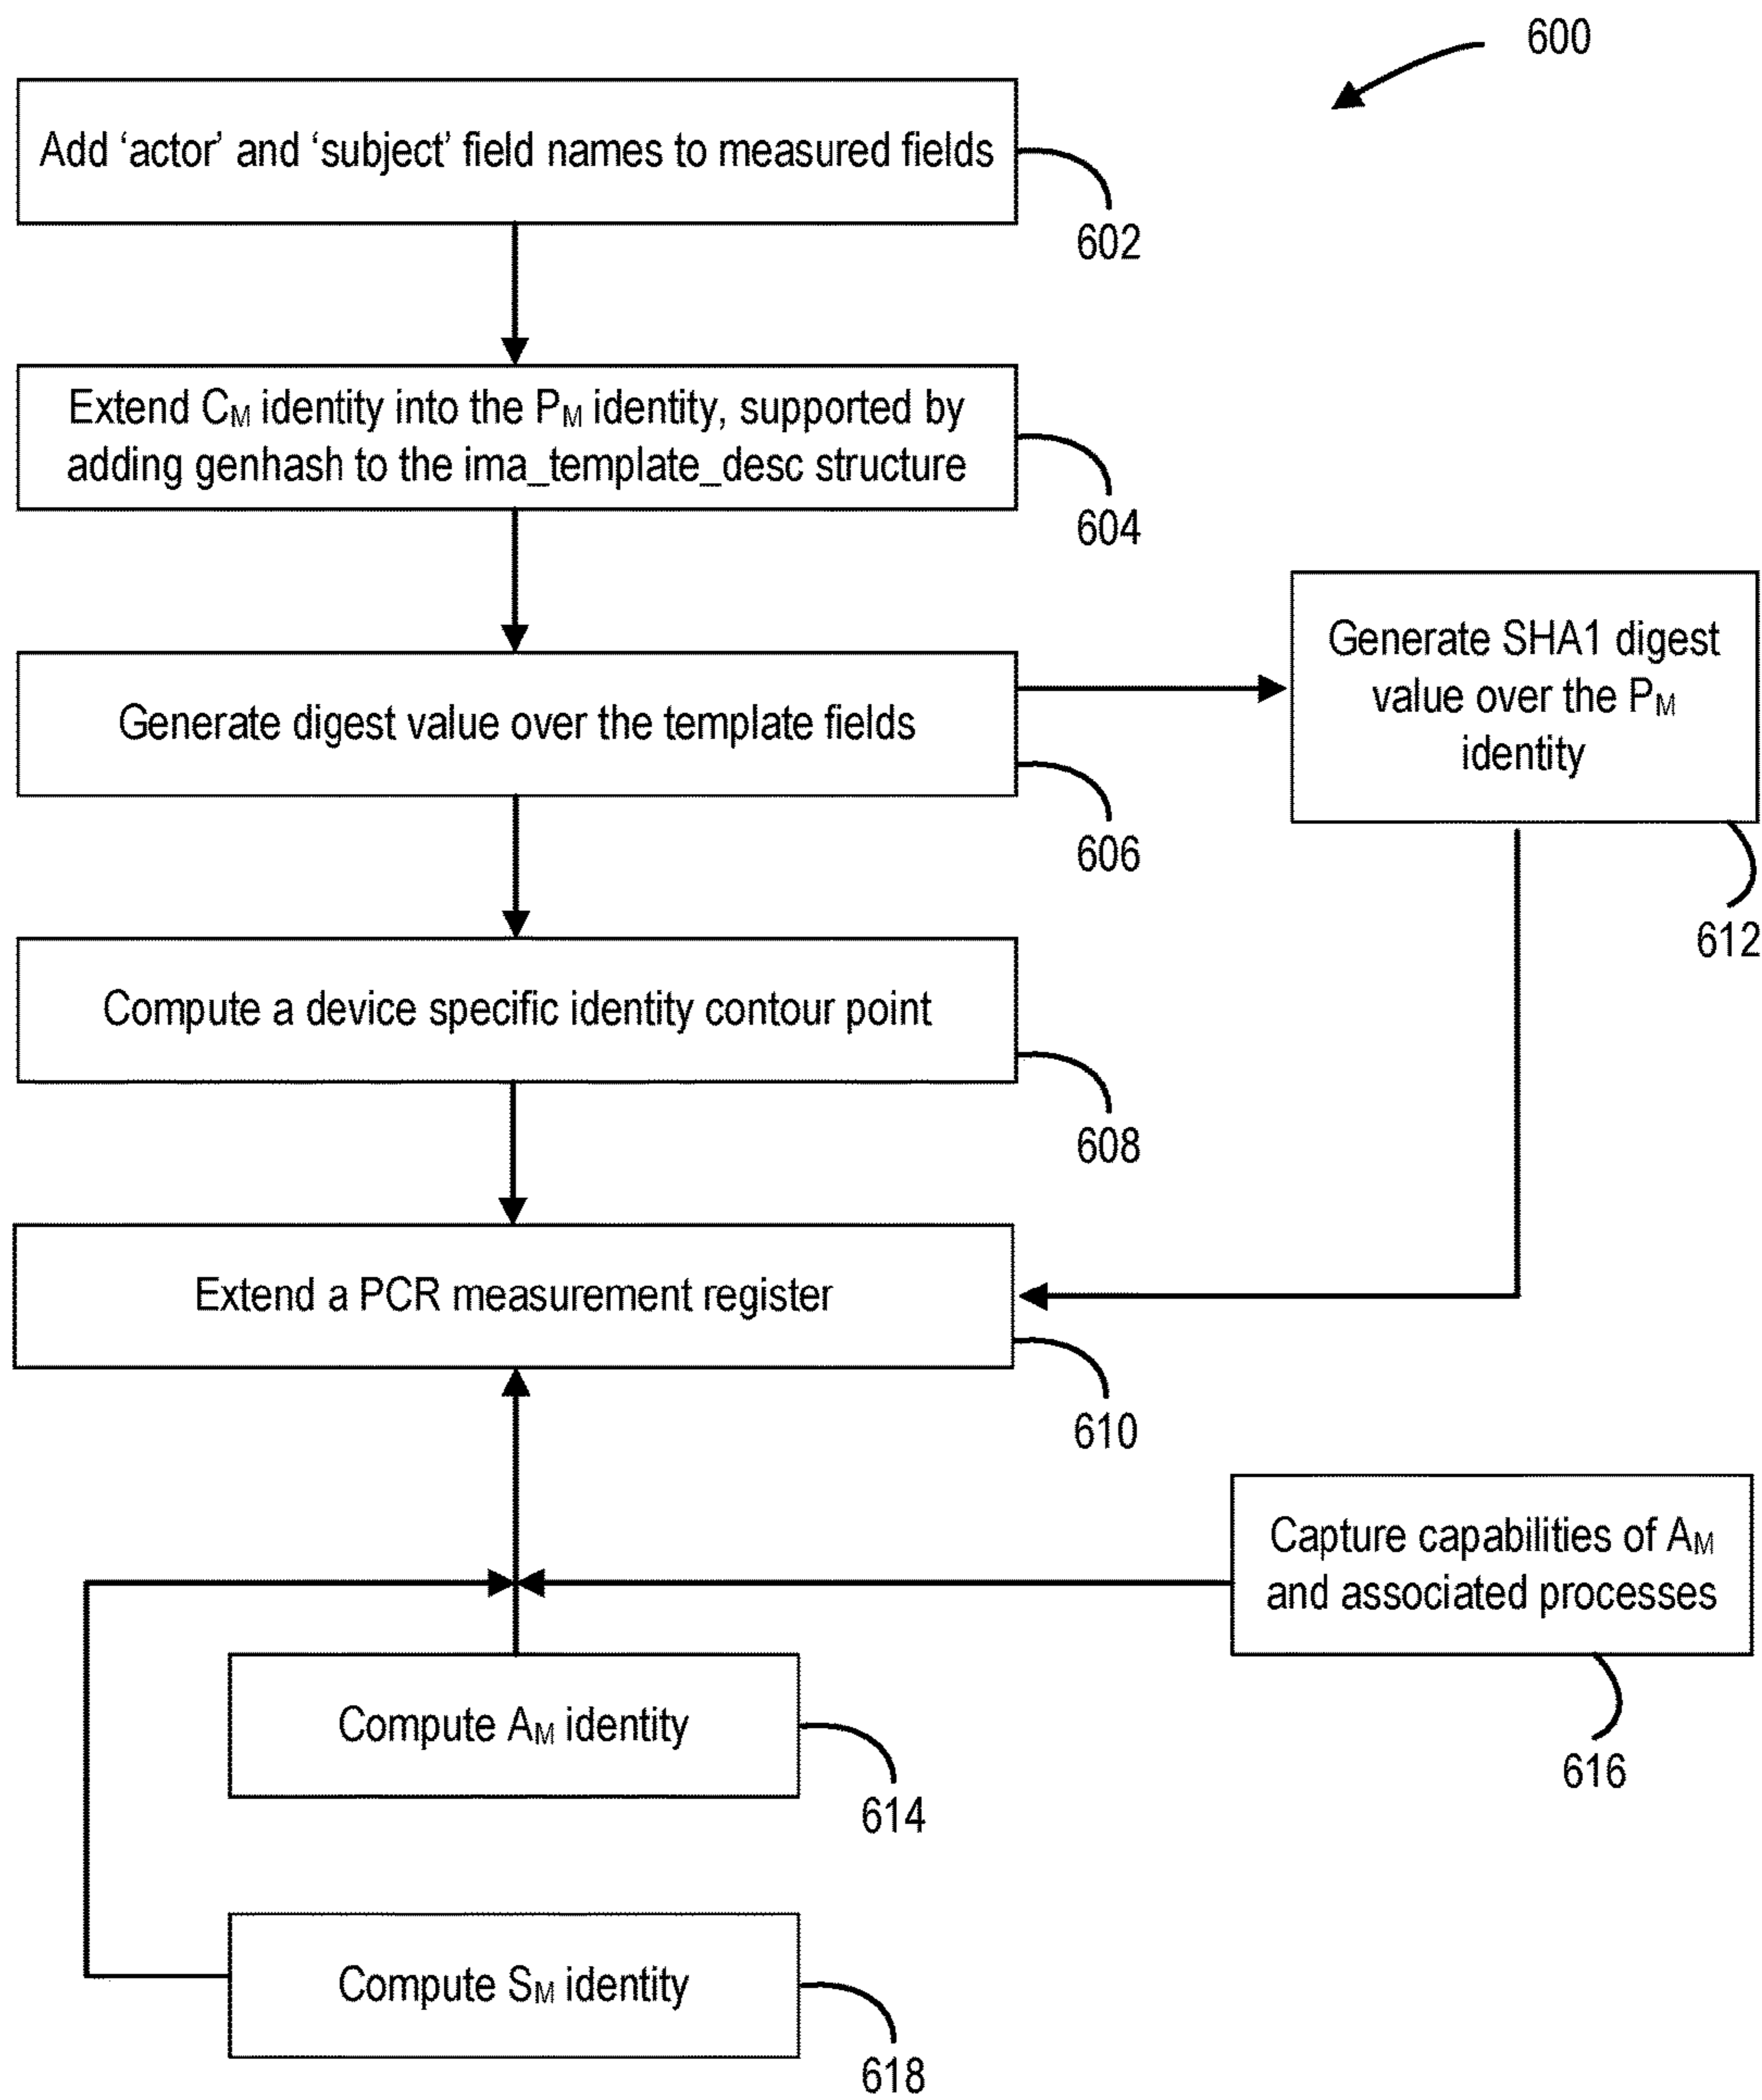 600
Add ‘actor’ and ‘subject’ field names to measured fields
602
Extend CM identity into the PM identity, supported by
adding genhash to the ima_template_desc structure
604
Generate digest value over the template fields
606
Generate SHA1 digest
value over the PM
identity
612
Compute a device specific identity contour point
608
Extend a PCR measurement register
610
Capture capabilities of AM
and associated processes
616
Compute AM identity
614
Compute SM identity
618